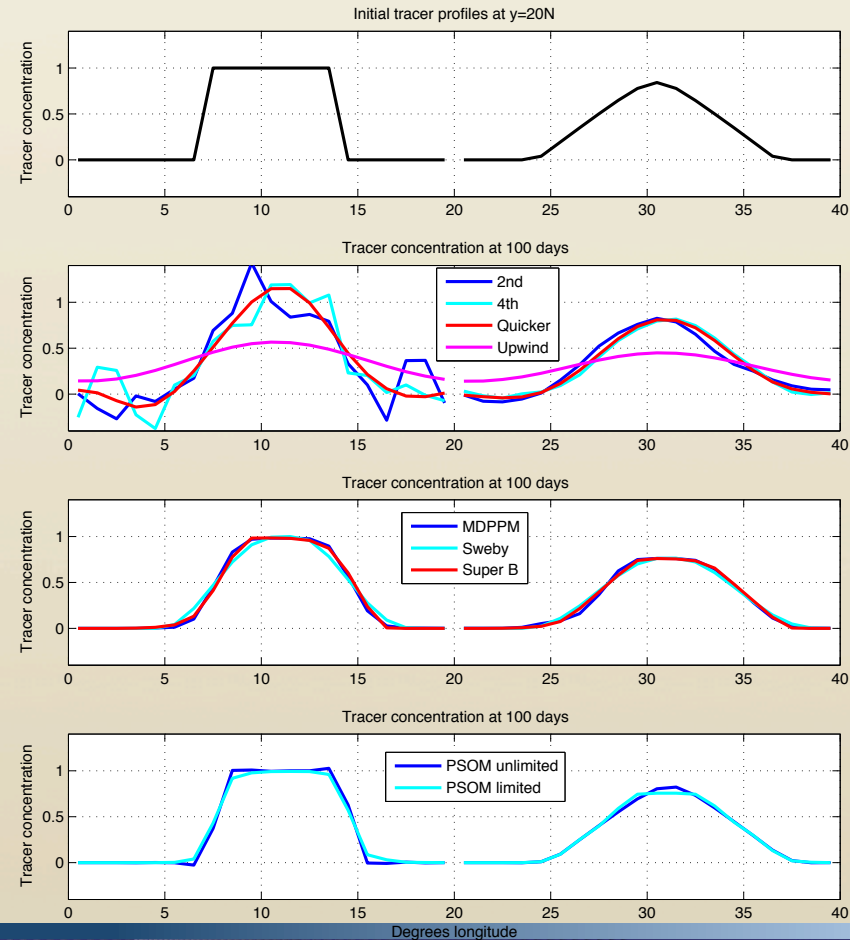 Initial tracer profiles at y=20N
Tracer concentration
1
0.5
0
0 5 10 15 20 25 30 35 40
Tracer concentration at 100 days
Tracer concentration
1
0.5
0
2nd
4th
Quicker
Upwind
0 5 10 15 20 25 30 35 40
Tracer concentration at 100 days
Tracer concentration
1
0.5
0
MDPPM
Sweby
Super B
0 5 10 15 20 25 30 35 40
Tracer concentration at 100 days
Tracer concentration
1
0.5
0
PSOM unlimited
PSOM limited
0 5 10 15 20 25 30 35 40
Degrees longitude